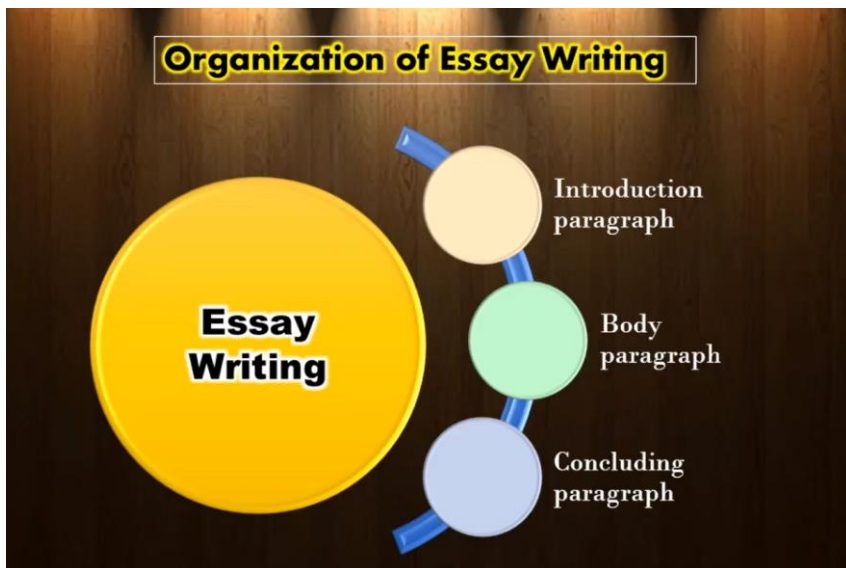 Organization of Essay Writing
Essay
Writing
Introduction
paragraph
Body
paragraph
Concluding
paragraph